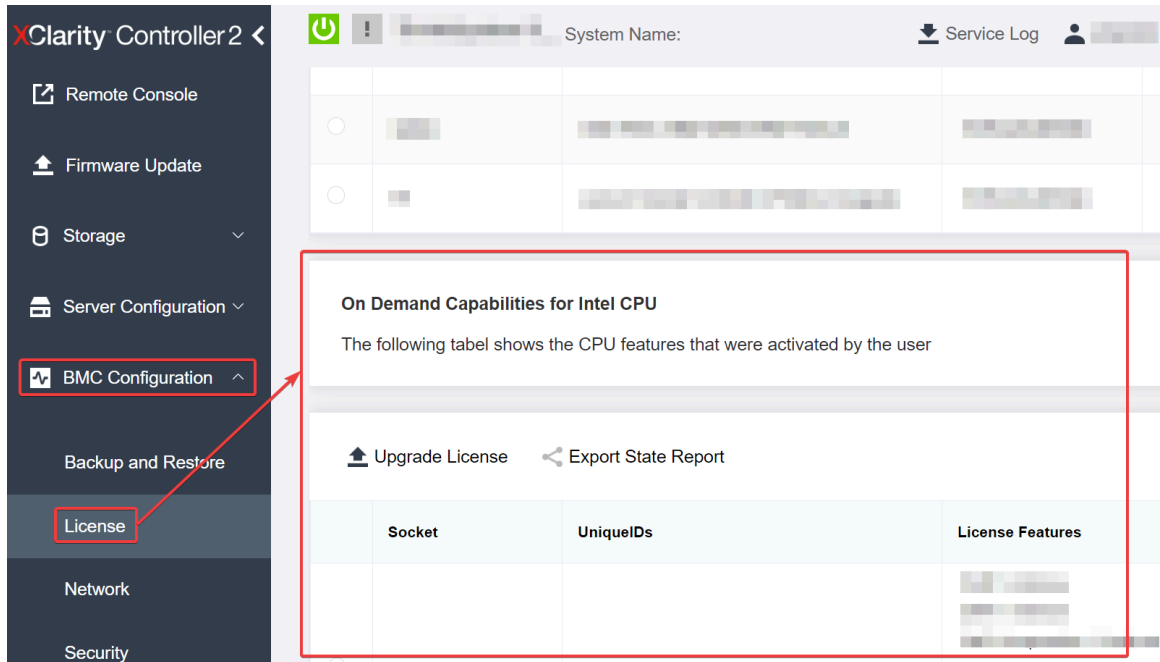 XClarity Controller 2
Remote Console
Firmware Update
Storage
Server Configuration
BMC Configuration
Backup and Restore
License
Network
Security
System Name:
Service Log
On Demand Capabilities for Intel CPU
The following tabel shows the CPU features that were activated by the user
Upgrade License
Export State Report
Socket
UniqueIDs
License Features